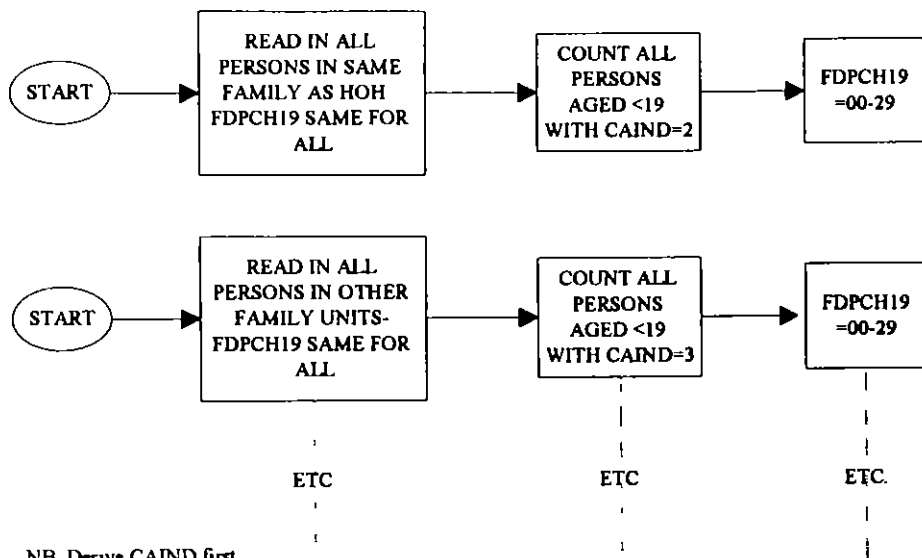 START
READ IN ALL
PERSONS IN SAME
FAMILY AS HOH
FDPCH19 SAME FOR
ALL
COUNT ALL
PERSONS
AGED <19
WITH CAIND=2
FDPCH19
=00-29
START
READ IN ALL
PERSONS IN OTHER
FAMILY UNITS-
FDPCH19 SAME FOR
ALL
COUNT ALL
PERSONS
AGED <19
WITH CAIND=3
FDPCH19
=00-29
ETC
ETC
ETC.
NB Derive CAIND first